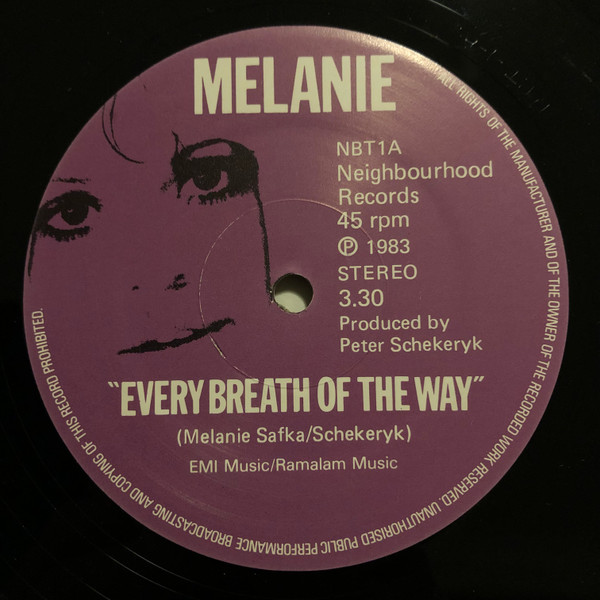 MELANIE
NBT1A
Neighbourhood
Records
45 rpm
Ⓟ 1983
STEREO
3.30
Produced by
Peter Schekeryk
"EVERY BREATH OF THE WAY"
(Melanie Safka/Schekeryk)
EMI Music/Ramalam Music
ALL RIGHTS OF THE MANUFACTURER AND OF THE OWNER OF THE RECORDED WORK RESERVED. UNAUTHORISED PUBLIC PERFORMANCE BROADCASTING AND COPYING OF THIS RECORD PROHIBITED.